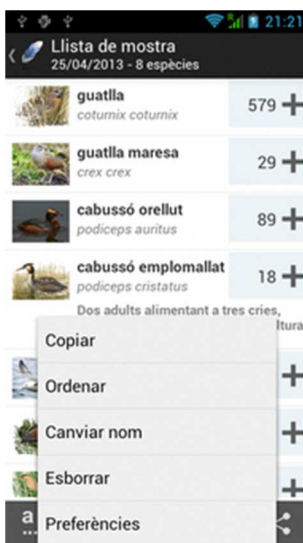 21:21
Llista de mostra
25/04/2013 - 8 espècies
guatlla
coturnix coturnix
579 +
guatlla maresa
crex crex
29 +
cabussó orellut
podiceps auritus
89 +
cabussó emplomallat
podiceps cristatus
18 +
Dos adults alimentant a tres cries,
Copiar
Ordenar
Canviar nom
Esborrar
Preferències
a